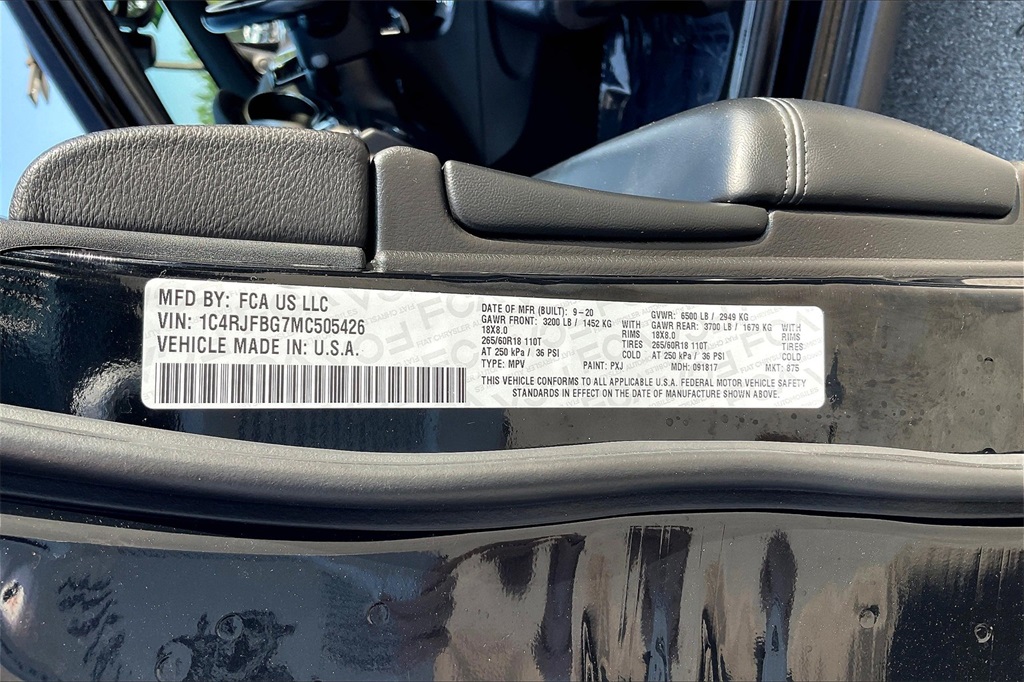 MFD BY: FCA US LLC
VIN: 1C4RJFBG7MC505426
VEHICLE MADE IN: U.S.A.
DATE OF MFR (BUILT): 9-20 GVWR: 6500 LB / 2949 KG
GAWR FRONT: 3200 LB / 1452 KG WITH GAWR REAR: 3700 LB / 1679 KG WITH
18X8.0 RIMS 18X8.0 RIMS
265/60R18 110T TIRES 265/60R18 110T TIRES
AT 250 kPa / 36 PSI COLD AT 250 kPa / 36 PSI COLD
TYPE: MPV PAINT: PXJ MDH: 091817 MKT: 875
THIS VEHICLE CONFORMS TO ALL APPLICABLE U.S.A. FEDERAL MOTOR VEHICLE SAFETY
STANDARDS IN EFFECT ON THE DATE OF MANUFACTURE SHOWN ABOVE.